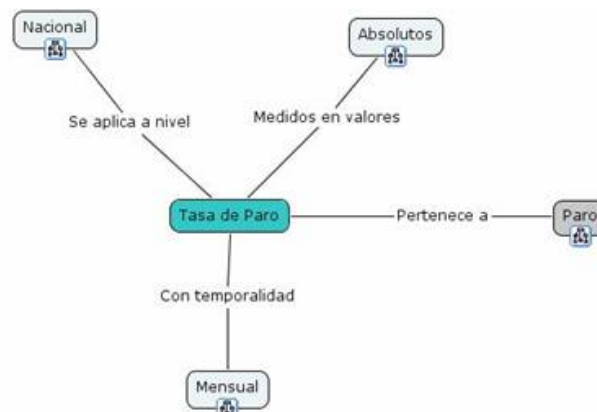 Nacional
Absolutos
Se aplica a nivel
Medidos en valores
Tasa de Paro
Pertenece a
Paro
Con temporalidad
Mensual